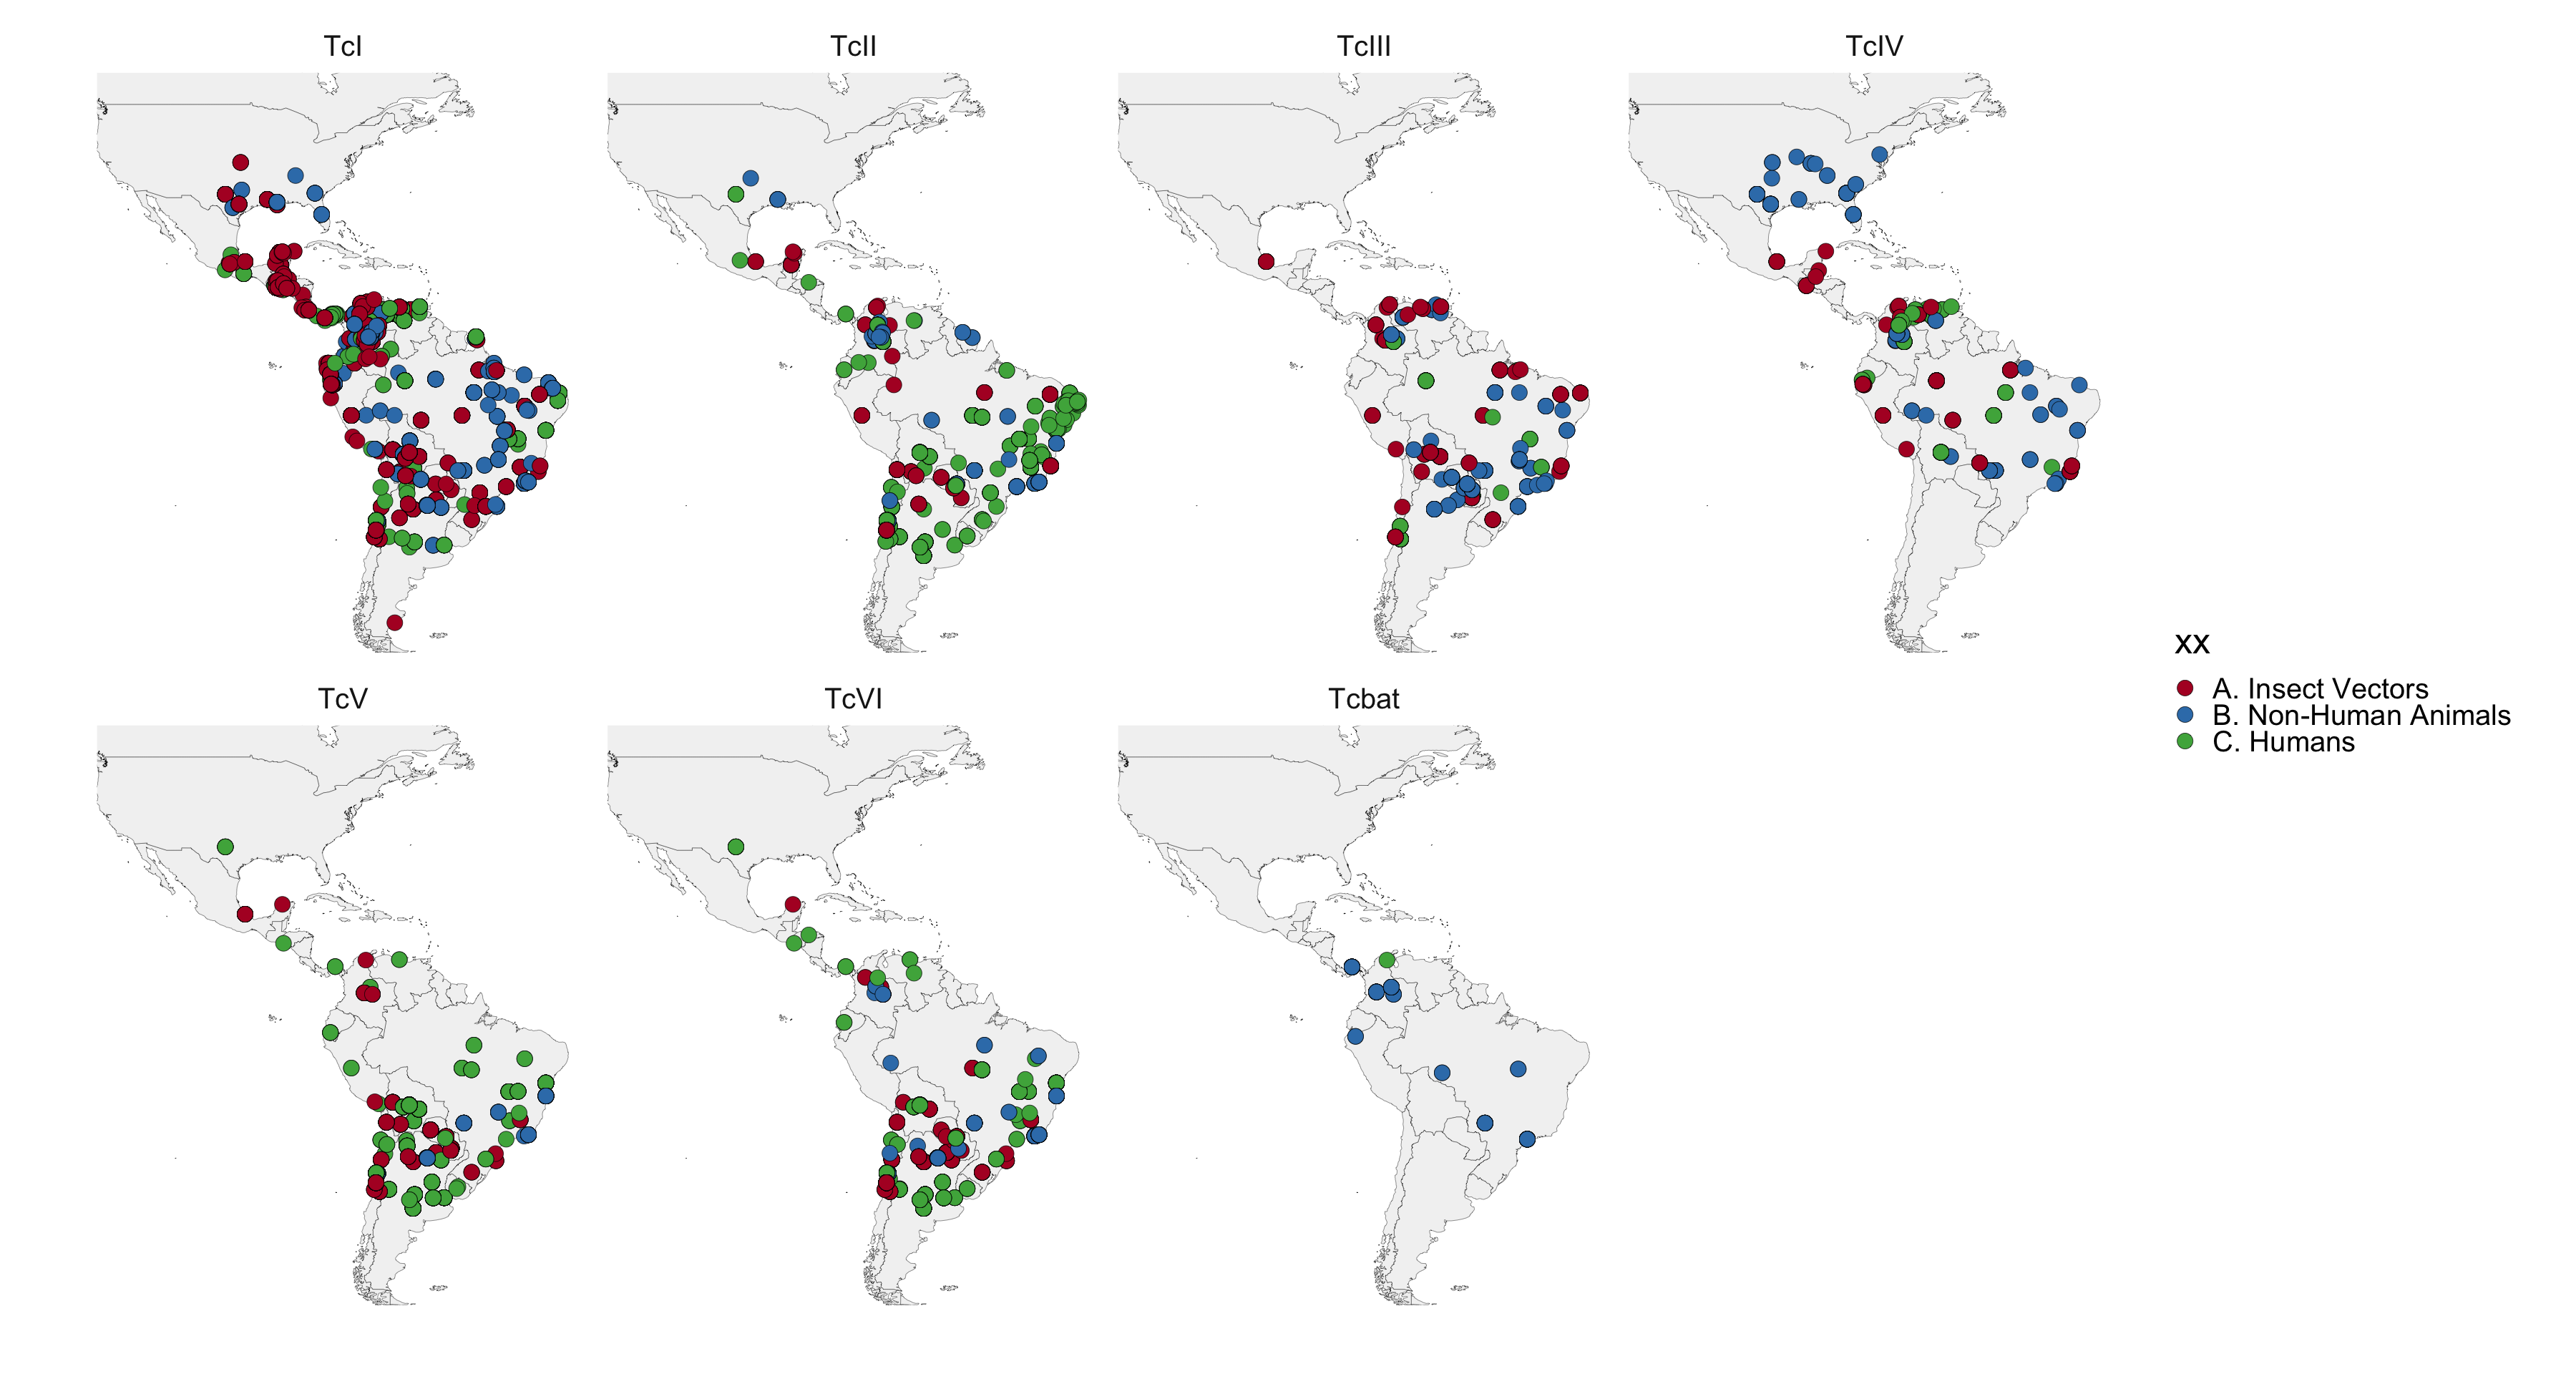 TcI
TcII
TcIII
TcIV
TcV
TcVI
Tcbat
xx
A. Insect Vectors
B. Non-Human Animals
C. Humans